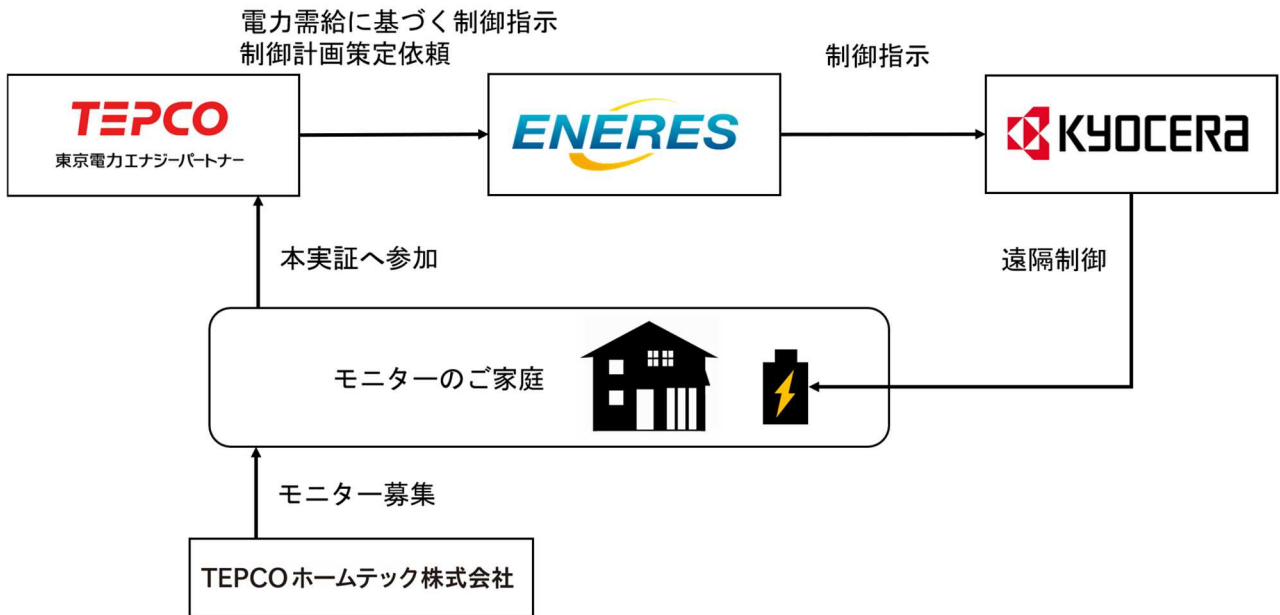 電力需給に基づく制御指示
制御計画策定依頼
制御指示
TEPCO
東京電力エナジーパートナー
ENERES
KYOCERa
本実証へ参加
遠隔制御
モニターのご家庭
モニター募集
TEPCOホームテック株式会社